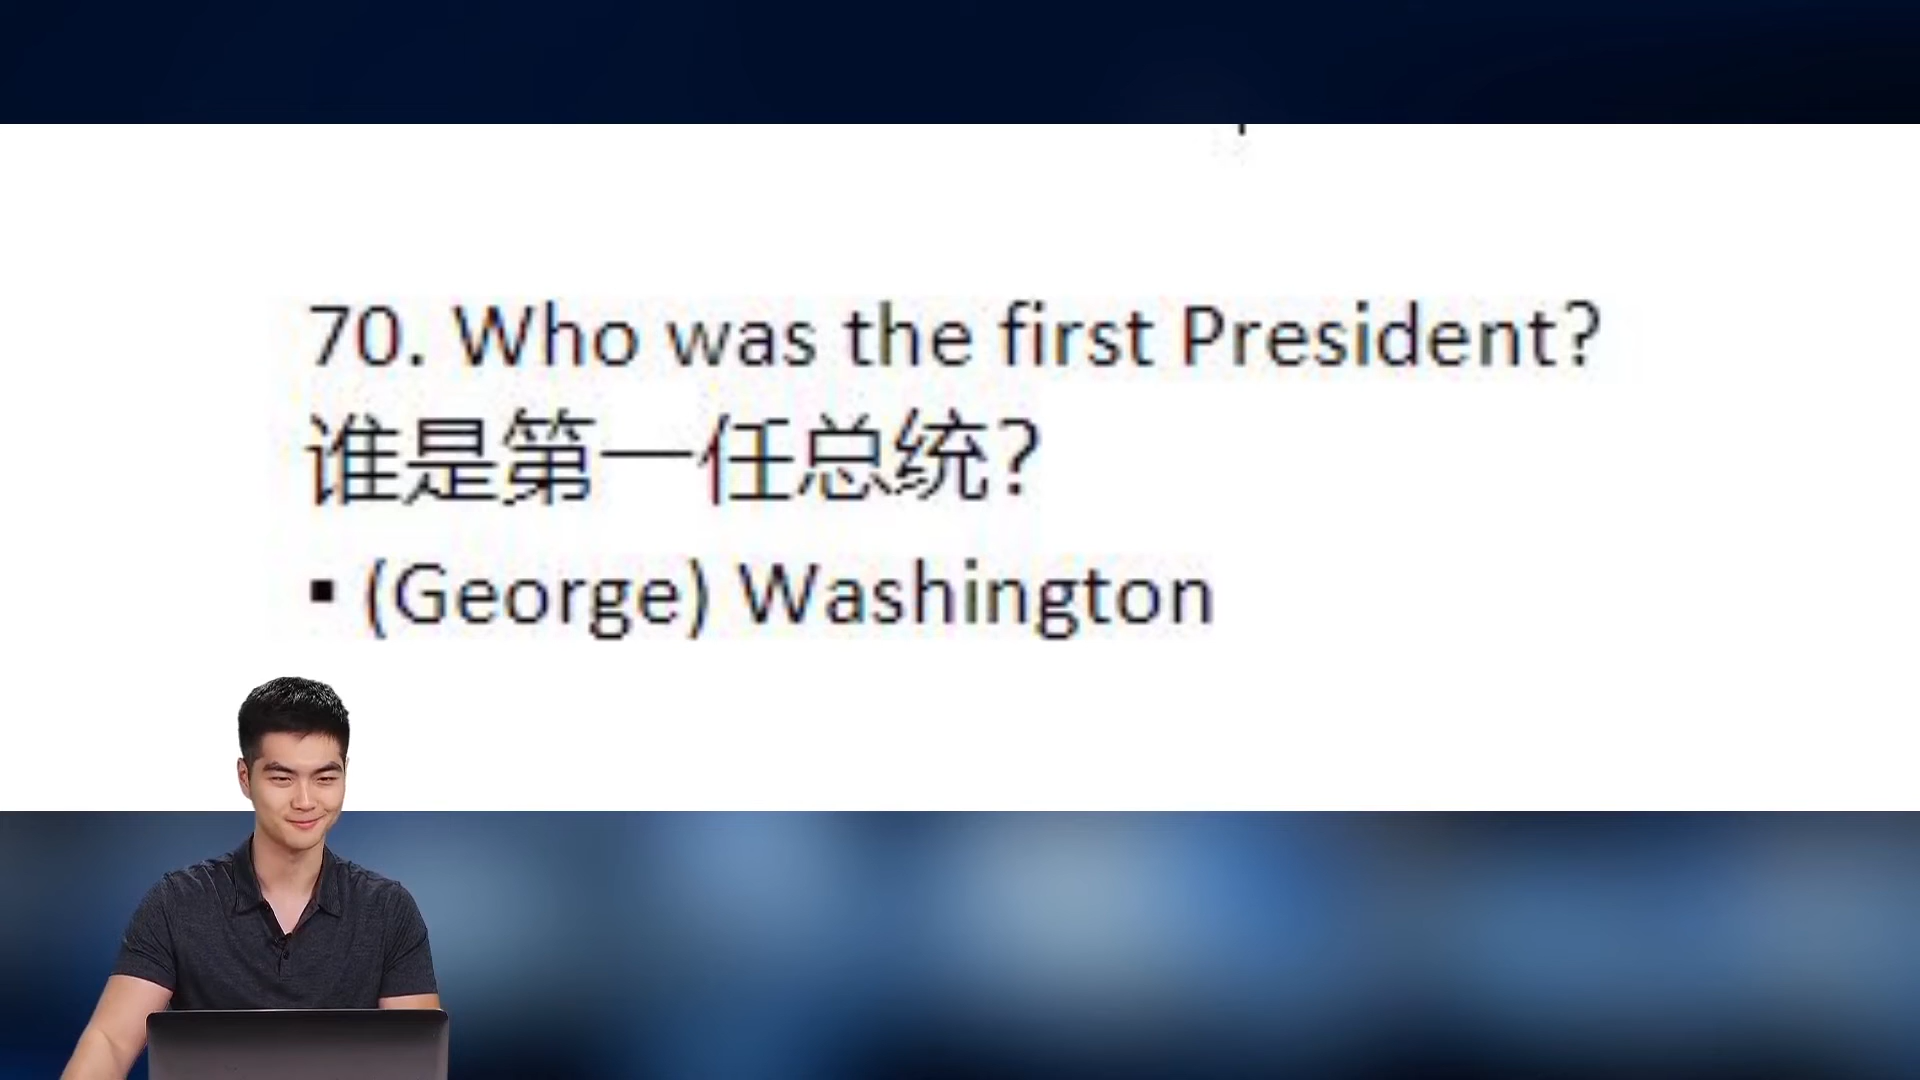 70. Who was the first President?
谁是第一任总统?
▪ (George) Washington